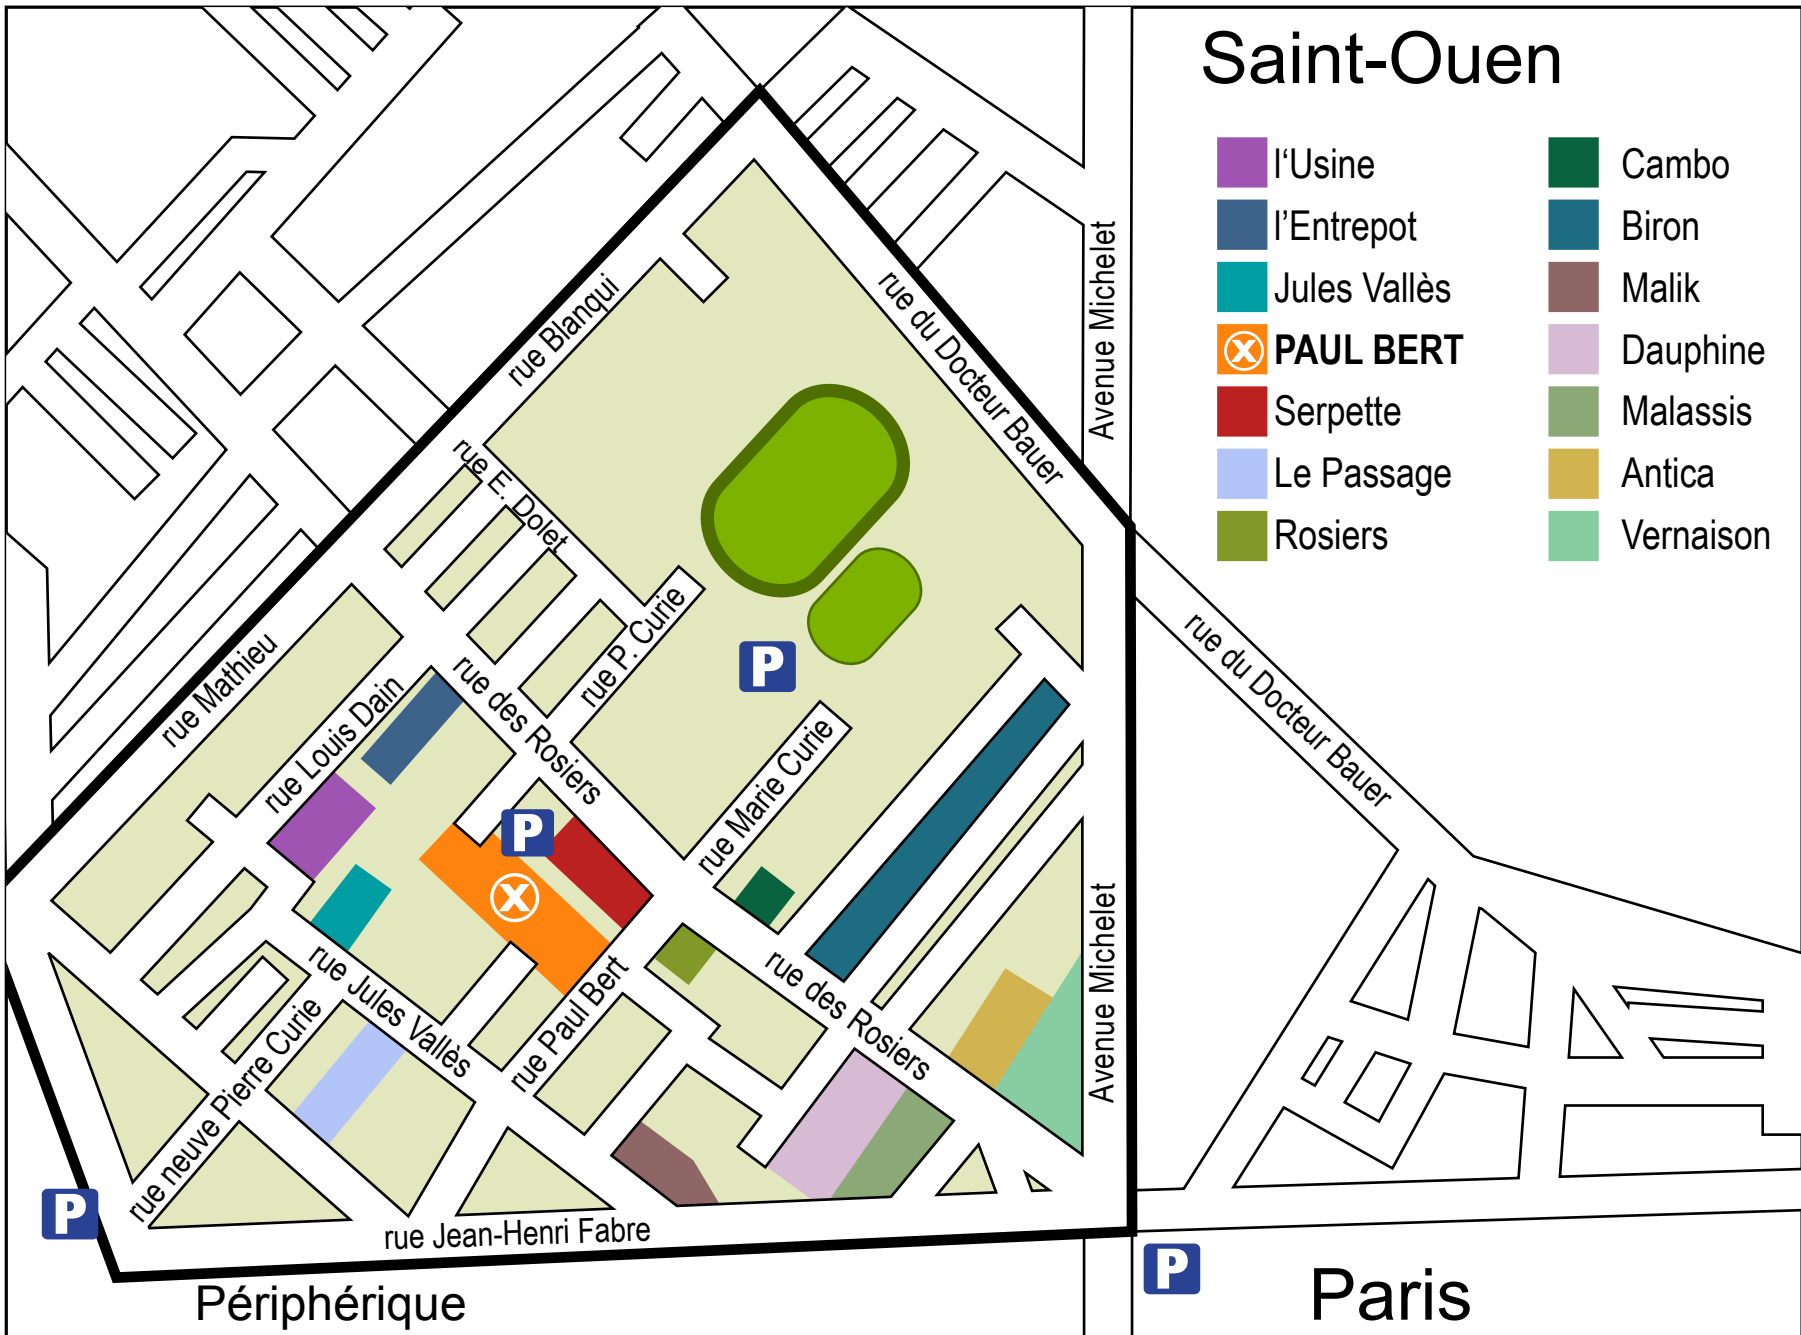 Saint-Ouen
l‘Usine
l’Entrepot
Jules Vallès
X PAUL BERT
Serpette
Le Passage
Rosiers
Cambo
Biron
Malik
Dauphine
Malassis
Antica
Vernaison
rue Blanqui
rue du Docteur Bauer
Avenue Michelet
rue E. Dolet
rue P. Curie
P
rue du Docteur Bauer
rue Mathieu
rue Louis Dain
rue des Rosiers
rue Marie Curie
P
X
rue Jules Vallès
rue Paul Bert
rue des Rosiers
Avenue Michelet
rue neuve Pierre Curie
P
rue Jean-Henri Fabre
P
Périphérique
Paris